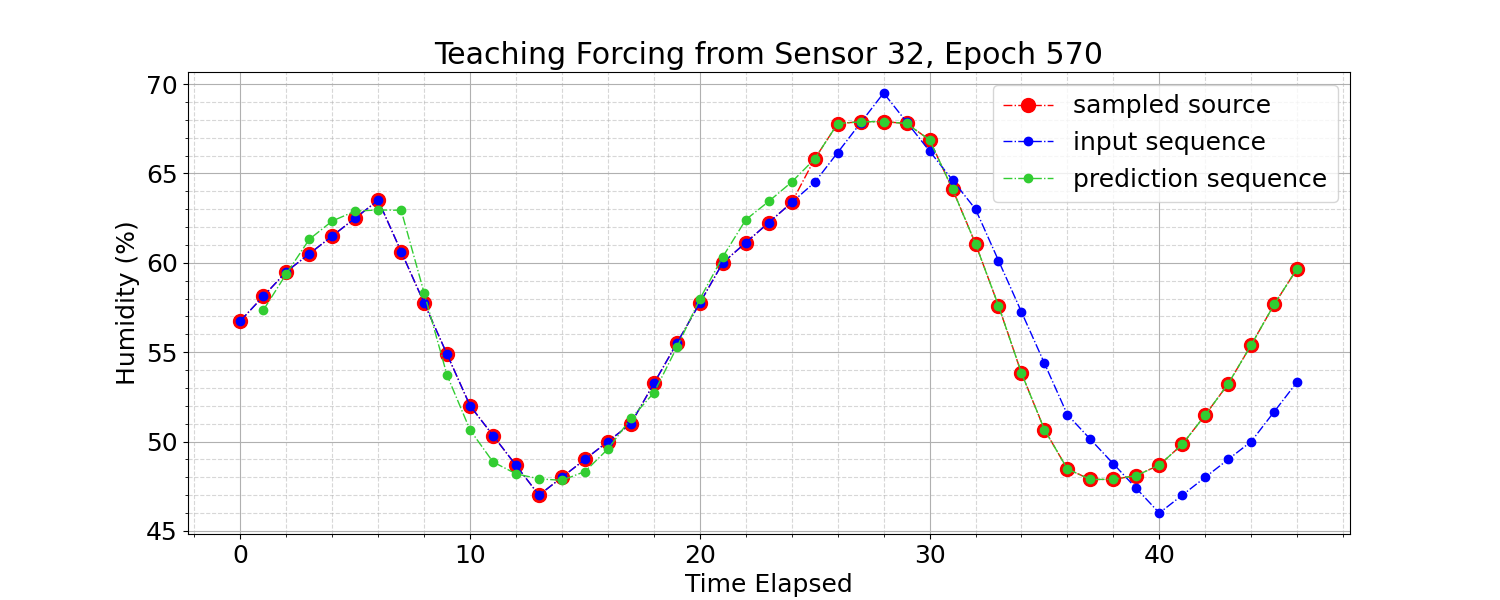 Teaching Forcing from Sensor 32, Epoch 570
70
65
60
55
50
45
Humidity (%)
sampled source
input sequence
prediction sequence
0 10 20 30 40
Time Elapsed